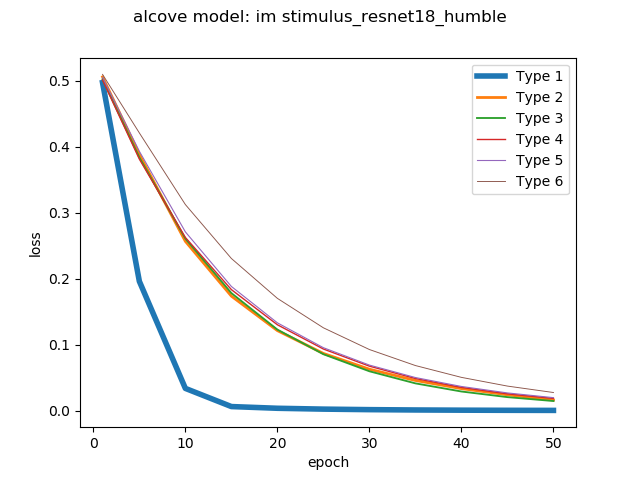 alcove model: im stimulus_resnet18_humble
Type 1
Type 2
Type 3
Type 4
Type 5
Type 6
loss
0.5
0.4
0.3
0.2
0.1
0.0
0 10 20 30 40 50
epoch